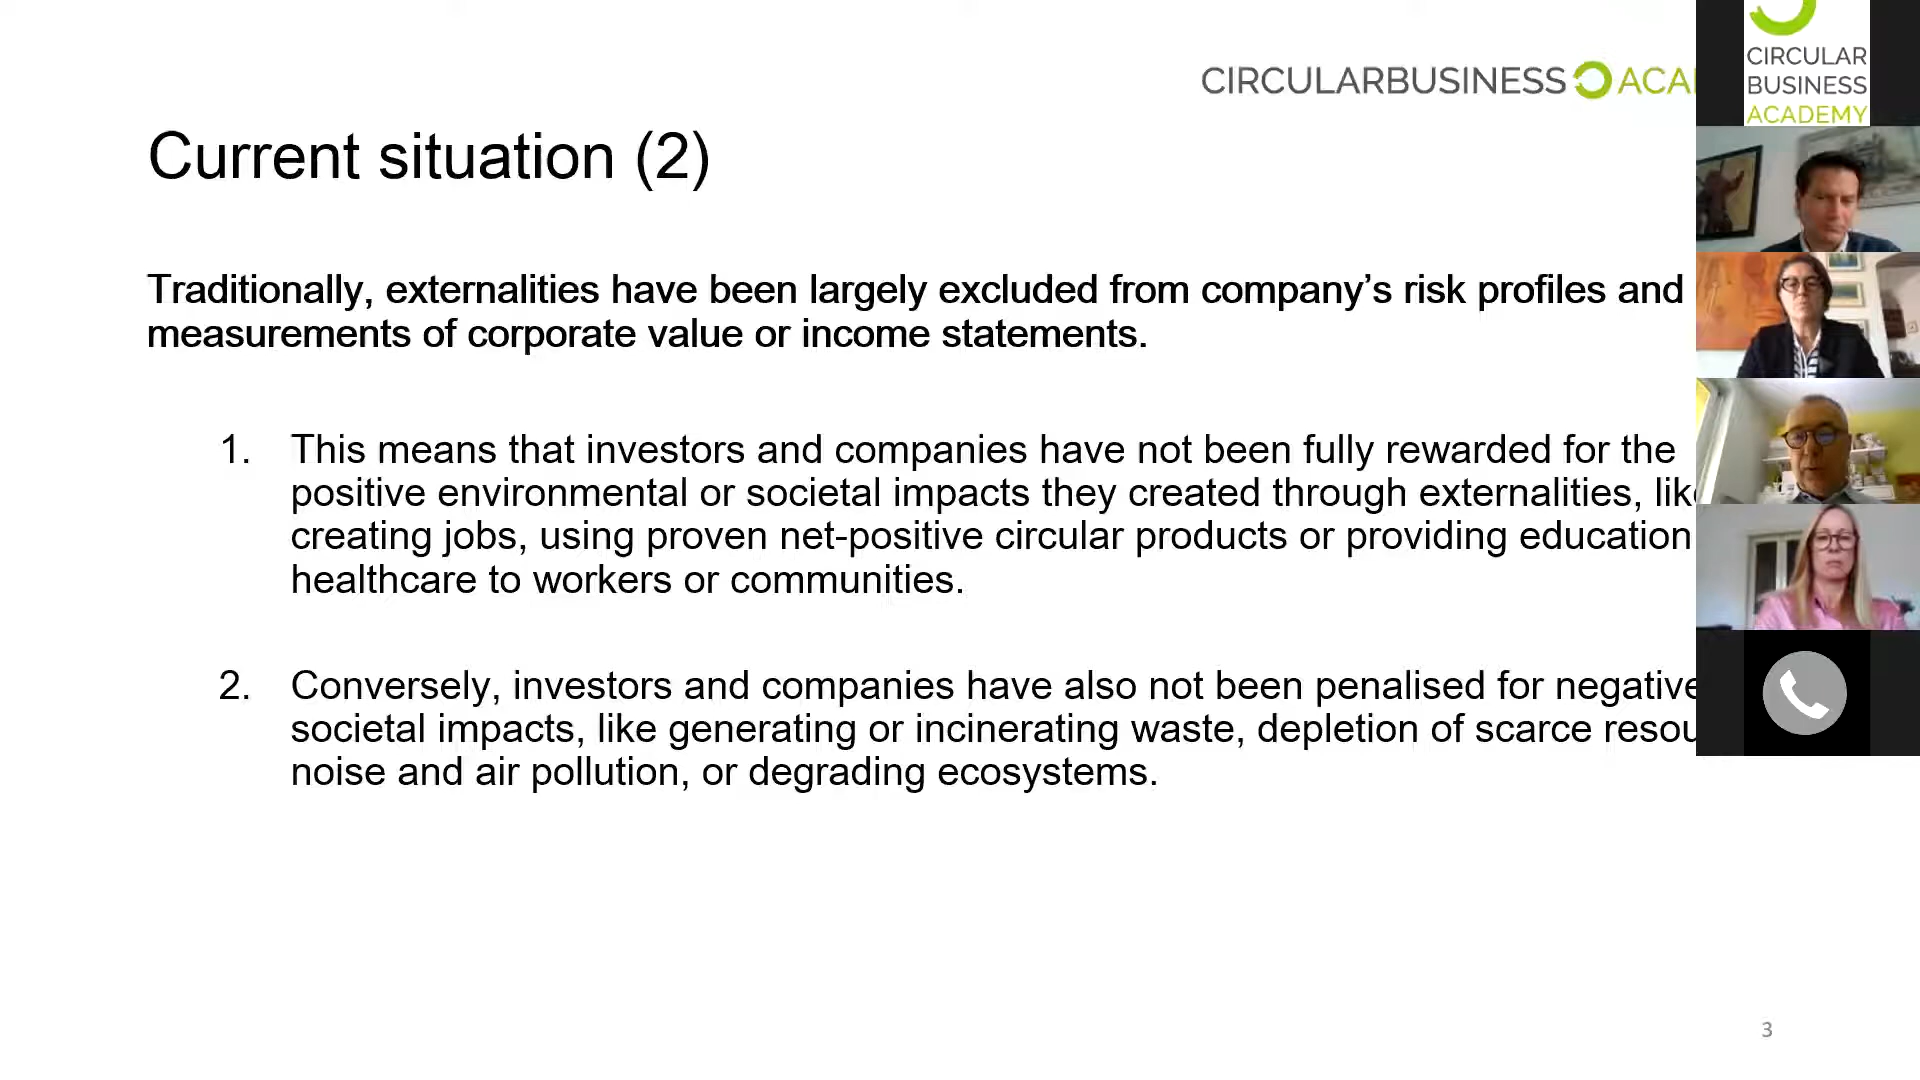 CIRCULARBUSINESS ACA
CIRCULAR
BUSINESS
ACADEMY
Current situation (2)
Traditionally, externalities have been largely excluded from company’s risk profiles and
measurements of corporate value or income statements.
1. This means that investors and companies have not been fully rewarded for the
positive environmental or societal impacts they created through externalities, lik
creating jobs, using proven net-positive circular products or providing education
healthcare to workers or communities.
2. Conversely, investors and companies have also not been penalised for negative
societal impacts, like generating or incinerating waste, depletion of scarce resou
noise and air pollution, or degrading ecosystems.
3